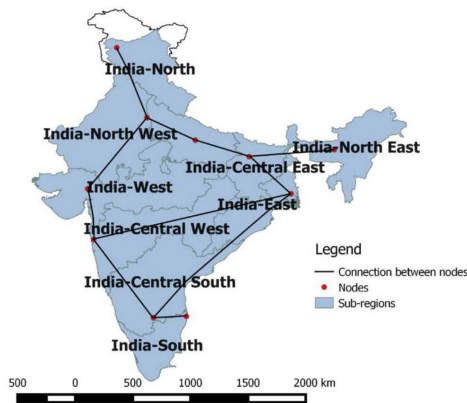 India-North
India-North West
India-North East
India-Central East
India-West
India-East
India-Central West
India-Central South
India-South
Legend
Connection between nodes
Nodes
Sub-regions
500 0 500 1000 1500 2000 km